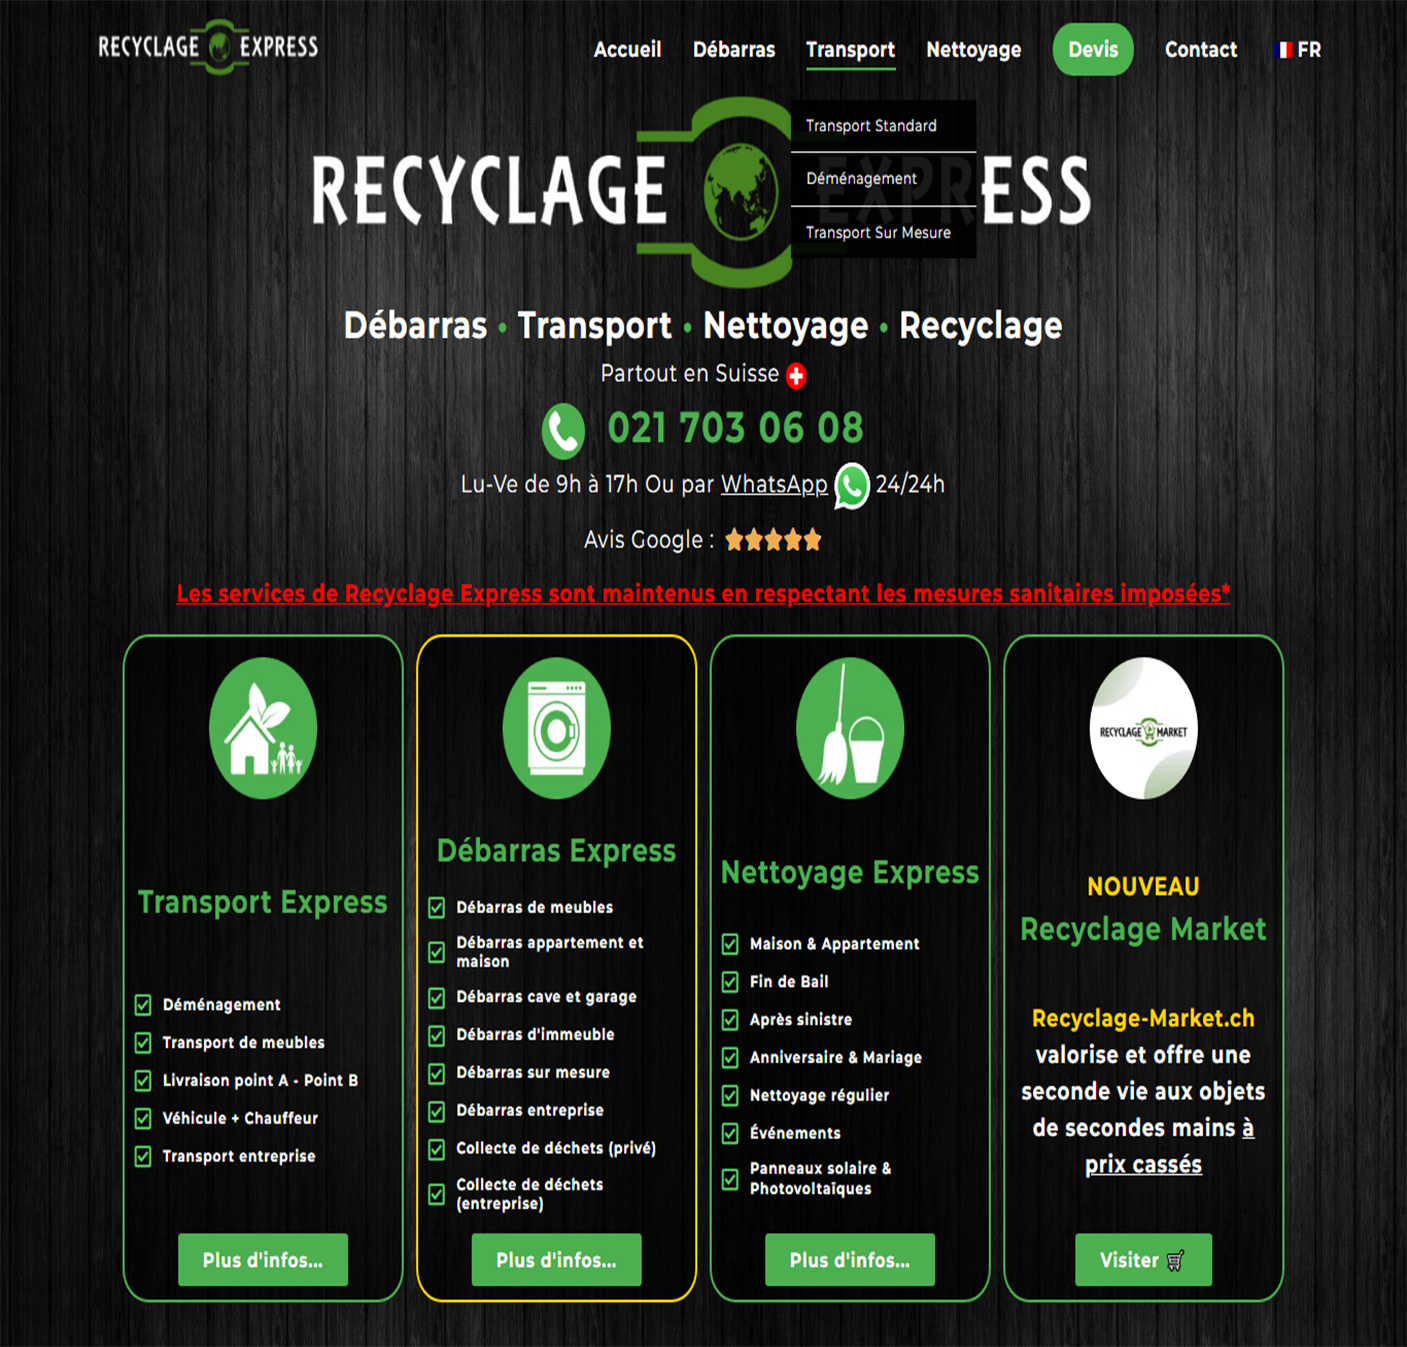 RECYCLAGE EXPRESS
Accueil Débarras Transport Nettoyage Devis Contact FR
Transport Standard
Déménagement
Transport Sur Mesure
RECYCLAGE EXPRESS
Débarras • Transport • Nettoyage • Recyclage
Partout en Suisse
021 703 06 08
Lu-Ve de 9h à 17h Ou par WhatsApp 24/24h
Avis Google :
Les services de Recyclage Express sont maintenus en respectant les mesures sanitaires imposées*
Transport Express
Déménagement
Transport de meubles
Livraison point A - Point B
Véhicule + Chauffeur
Transport entreprise
Plus d'infos...
Débarras Express
Débarras de meubles
Débarras appartement et
maison
Débarras cave et garage
Débarras d'immeuble
Débarras sur mesure
Débarras entreprise
Collecte de déchets (privé)
Collecte de déchets
(entreprise)
Plus d'infos...
Nettoyage Express
Maison & Appartement
Fin de Bail
Après sinistre
Anniversaire & Mariage
Nettoyage régulier
Événements
Panneaux solaire &
Photovoltaïques
Plus d'infos...
RECYCLAGE MARKET
NOUVEAU
Recyclage Market
Recyclage-Market.ch
valorise et offre une
seconde vie aux objets
de secondes mains à
prix cassés
Visiter